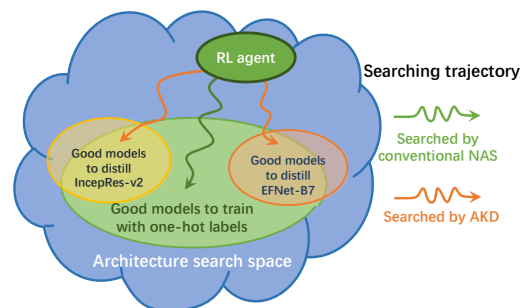 RL agent
Searching trajectory
Searched by
conventional NAS
Good models
to distill
IncepRes-v2
Good models
to distill
EFNet-B7
Searched by AKD
Good models to train
with one-hot labels
Architecture search space